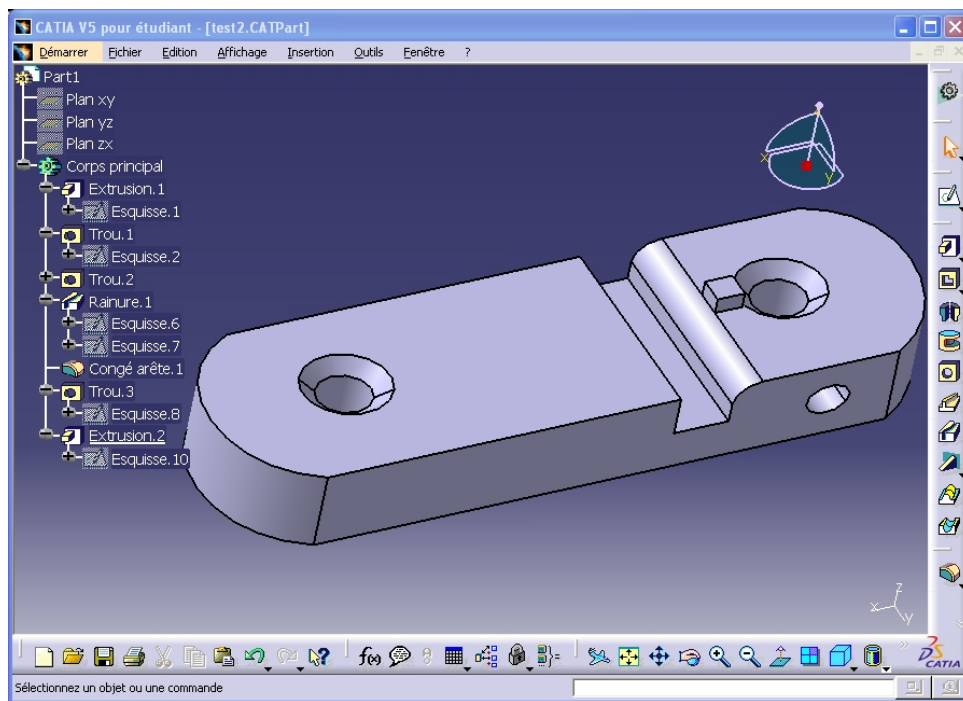 CATIA V5 pour étudiant - [test2.CATPart]
Démarrer Fichier Edition Affichage Insertion Outils Fenêtre ?
Part1
Plan xy
Plan yz
Plan zx
Corps principal
Extrusion.1
Esquisse.1
Trou.1
Esquisse.2
Trou.2
Rainure.1
Esquisse.6
Esquisse.7
Congé arête.1
Trou.3
Esquisse.8
Extrusion.2
Esquisse.10
x y
z
x y
f(x)
CATIA
Sélectionnez un objet ou une commande